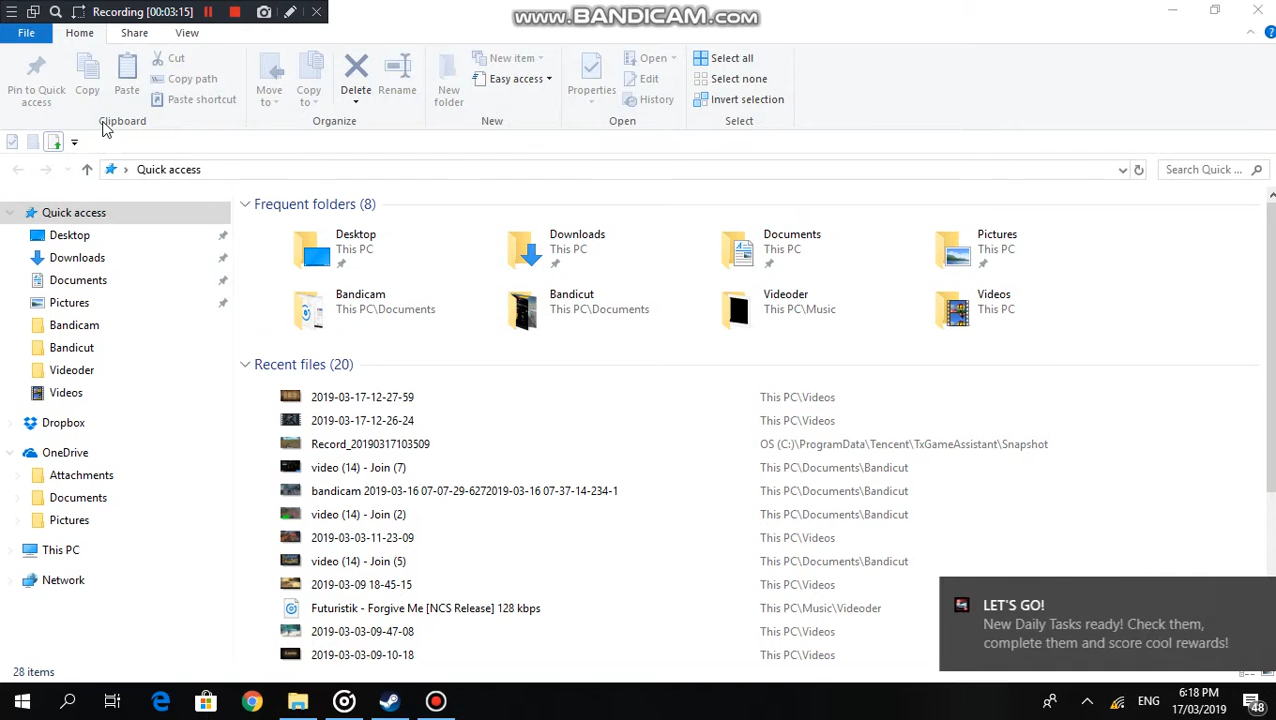 Recording [00:03:15]
www.BANDICAM.com
File Home Share View
Pin to Quick access
Copy
Paste
Cut
Copy path
Paste shortcut
Clipboard
Move to
Copy to
Delete
Rename
Organize
New folder
New item
Easy access
New
Properties
Open
Edit
History
Open
Select all
Select none
Invert selection
Select
Quick access
Search Quick ...
Quick access
Desktop
Downloads
Documents
Pictures
Bandicam
Bandicut
Videoder
Videos
Dropbox
OneDrive
Attachments
Documents
Pictures
This PC
Network
Frequent folders (8)
Desktop
This PC
Downloads
This PC
Documents
This PC
Pictures
This PC
Bandicam
This PC\Documents
Bandicut
This PC\Documents
Videoder
This PC\Music
Videos
This PC
Recent files (20)
2019-03-17-12-27-59 This PC\Videos
2019-03-17-12-26-24 This PC\Videos
Record_20190317103509 OS (C:)\ProgramData\Tencent\TxGameAssistant\Snapshot
video (14) - Join (7) This PC\Documents\Bandicut
bandicam 2019-03-16 07-07-29-6272019-03-16 07-37-14-234-1 This PC\Documents\Bandicut
video (14) - Join (2) This PC\Documents\Bandicut
2019-03-03-11-23-09 This PC\Videos
video (14) - Join (5) This PC\Documents\Bandicut
2019-03-09 18-45-15 This PC\Videos
Futuristik - Forgive Me [NCS Release] 128 kbps This PC\Music\Videoder
2019-03-03-09-47-08 This PC\Videos
2019-03-03-09-10-18 This PC\Videos
LET'S GO!
New Daily Tasks ready! Check them,
complete them and score cool rewards!
28 items
ENG
6:18 PM
17/03/2019
48